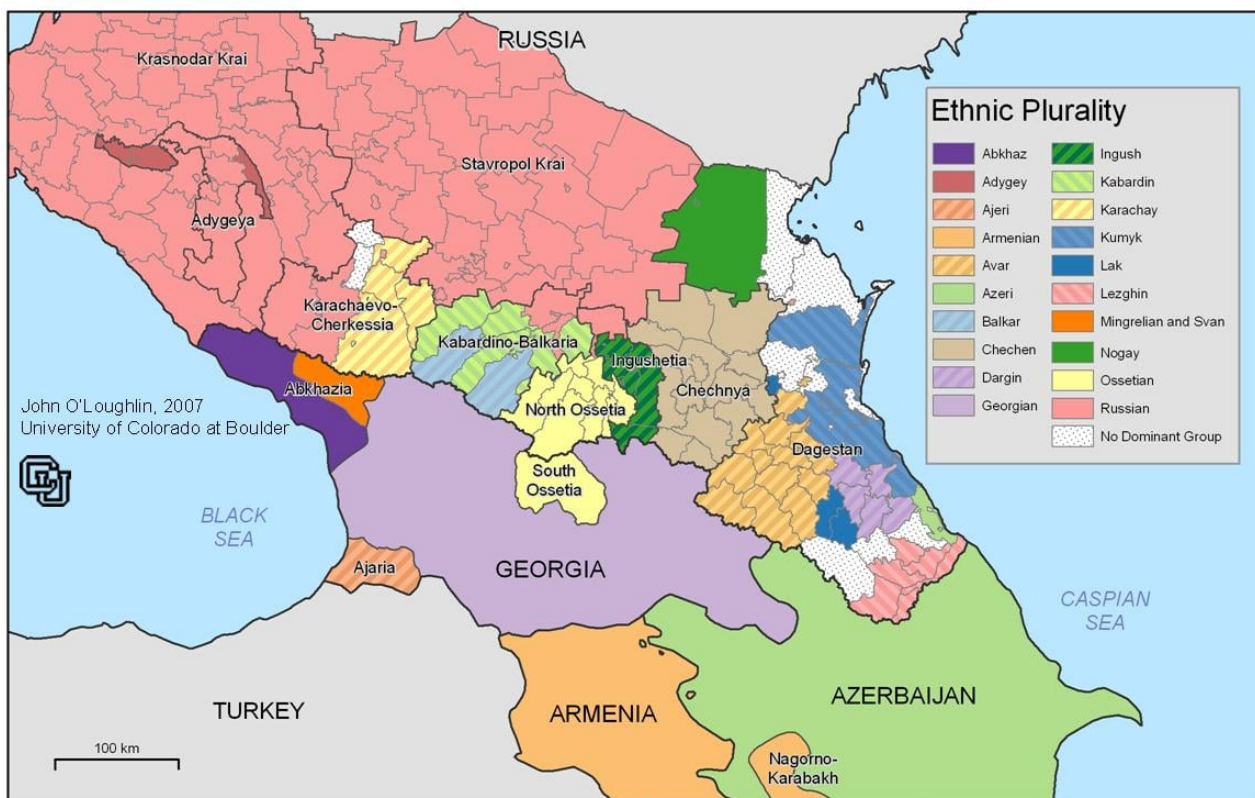 RUSSIA
Krasnodar Krai
Stavropol Krai
Adygeya
Karachaevo-
Cherkessia
Kabardino-Balkaria
Ingushetia
Abkhazia
North Ossetia
Chechnya
John O'Loughlin, 2007
University of Colorado at Boulder
CU
Dagestan
South
Ossetia
BLACK
SEA
Ajaria
GEORGIA
CASPIAN
SEA
TURKEY
ARMENIA
AZERBAIJAN
Nagorno-
Karabakh
100 km
Ethnic Plurality
Abkhaz
Adygey
Ajeri
Armenian
Avar
Azeri
Balkar
Chechen
Dargin
Georgian
Ingush
Kabardin
Karachay
Kumyk
Lak
Lezghin
Mingrelian and Svan
Nogay
Ossetian
Russian
No Dominant Group